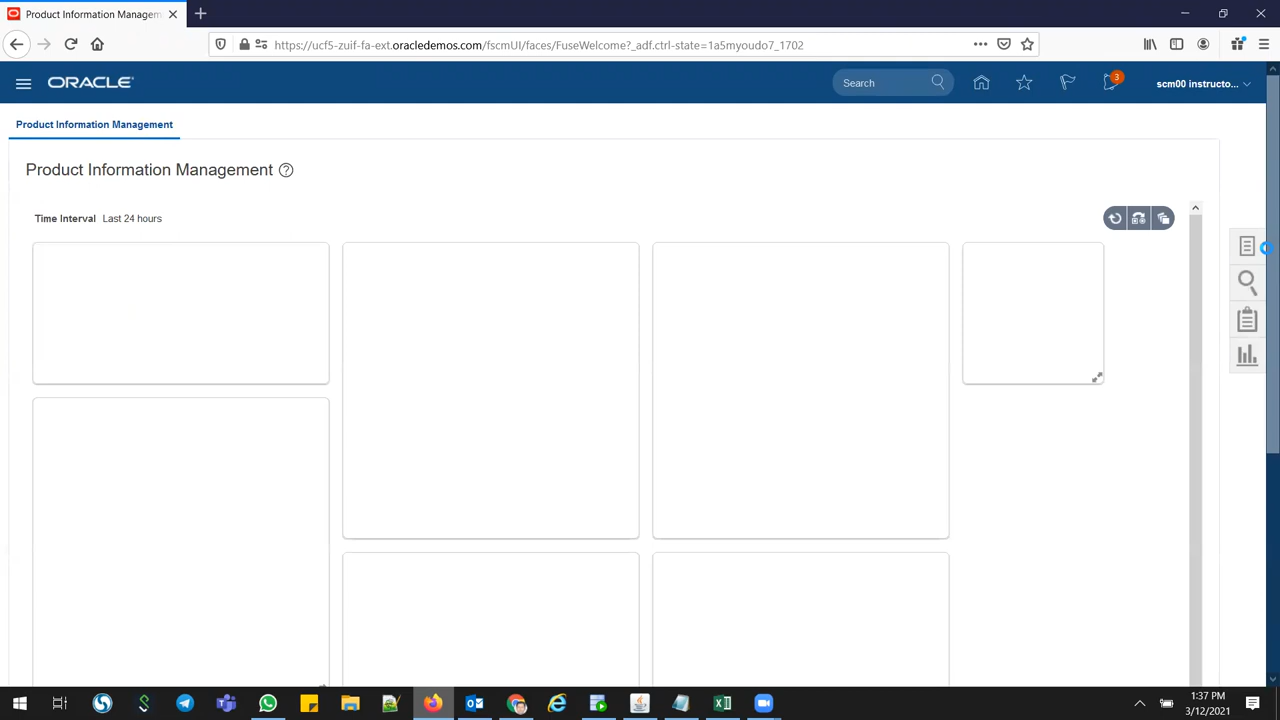 Product Information Managem
https://ucf5-zuif-fa-ext.oracledemos.com/fscmUI/faces/FuseWelcome?_adf.ctrl-state=1a5myoudo7_1702
ORACLE
Search
3
scm00 instructo...
Product Information Management
Product Information Management
Time Interval Last 24 hours
1:37 PM
3/12/2021